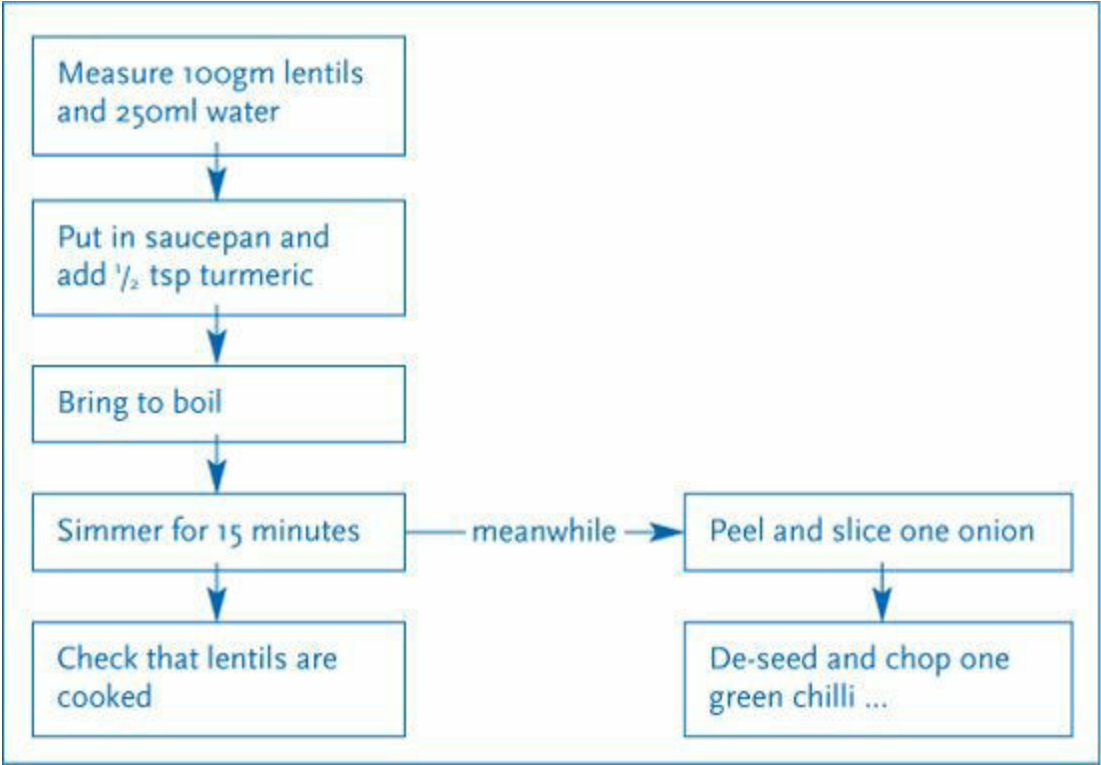 Measure 100gm lentils
and 250ml water
Put in saucepan and
add 1/2 tsp turmeric
Bring to boil
Simmer for 15 minutes
meanwhile
Peel and slice one onion
Check that lentils are
cooked
De-seed and chop one
green chilli ...